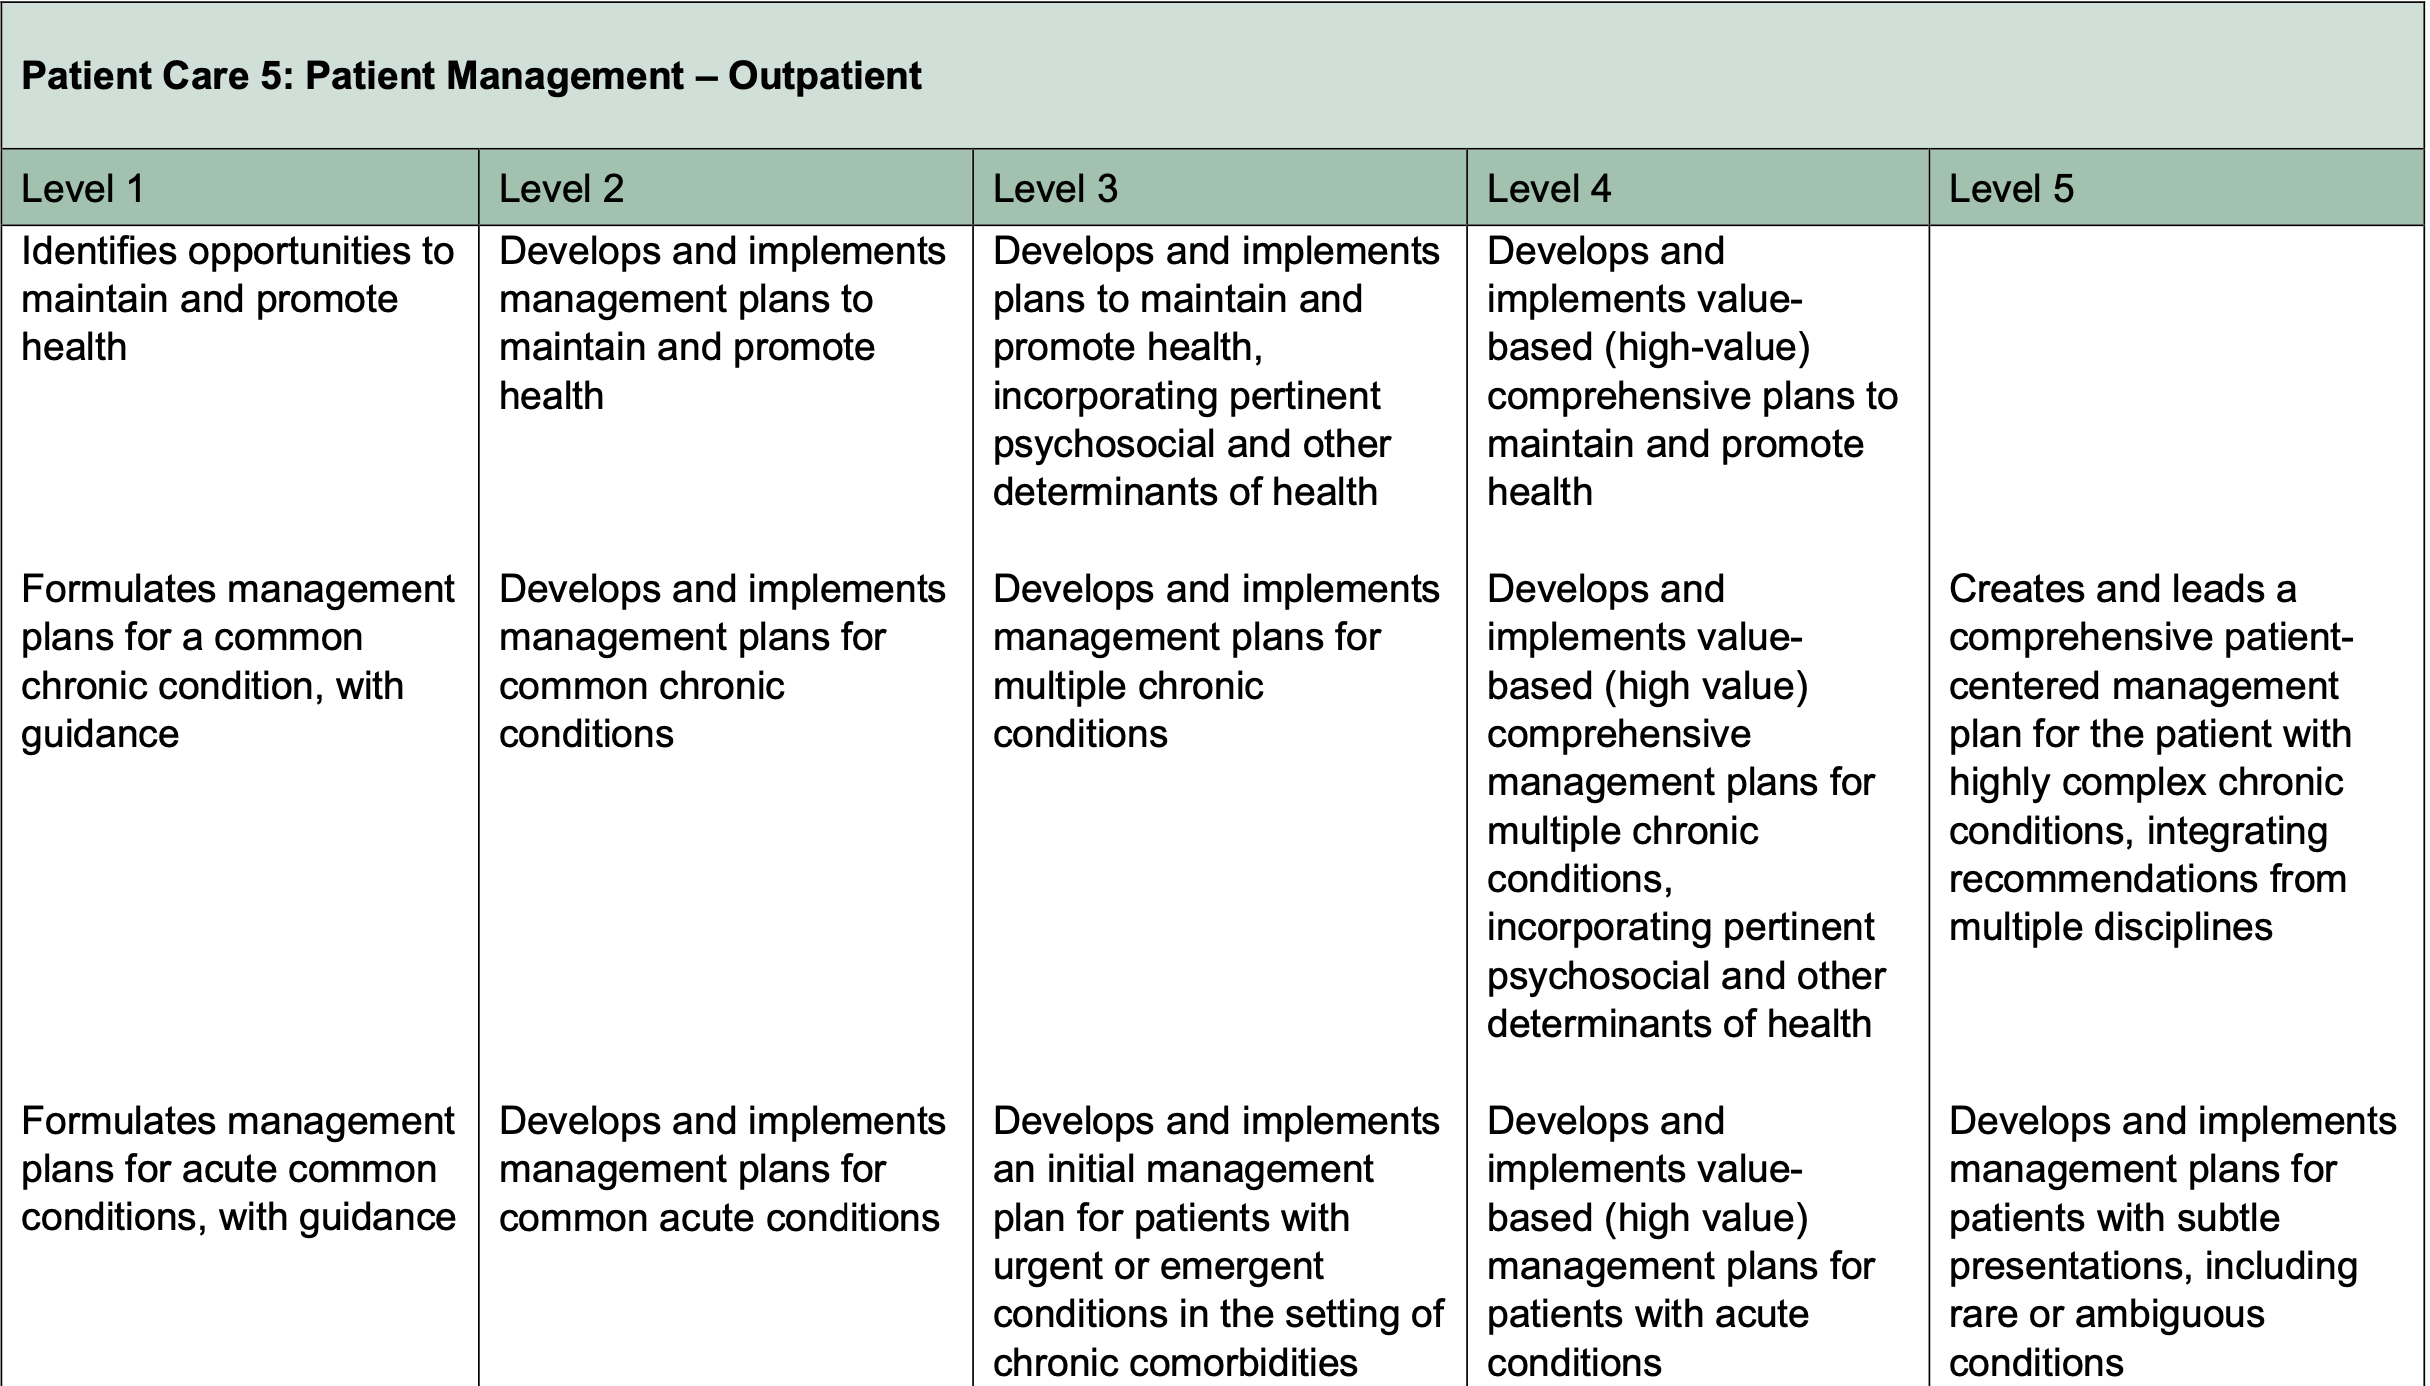 Patient Care 5: Patient Management – Outpatient
Level 1
Level 2
Level 3
Level 4
Level 5
Identifies opportunities to
maintain and promote
health
Develops and implements
management plans to
maintain and promote
health
Develops and implements
plans to maintain and
promote health,
incorporating pertinent
psychosocial and other
determinants of health
Develops and
implements value-
based (high-value)
comprehensive plans to
maintain and promote
health
Formulates management
plans for a common
chronic condition, with
guidance
Develops and implements
management plans for
common chronic
conditions
Develops and implements
management plans for
multiple chronic
conditions
Develops and
implements value-
based (high value)
comprehensive
management plans for
multiple chronic
conditions,
incorporating pertinent
psychosocial and other
determinants of health
Creates and leads a
comprehensive patient-
centered management
plan for the patient with
highly complex chronic
conditions, integrating
recommendations from
multiple disciplines
Formulates management
plans for acute common
conditions, with guidance
Develops and implements
management plans for
common acute conditions
Develops and implements
an initial management
plan for patients with
urgent or emergent
conditions in the setting of
chronic comorbidities
Develops and
implements value-
based (high value)
management plans for
patients with acute
conditions
Develops and implements
management plans for
patients with subtle
presentations, including
rare or ambiguous
conditions